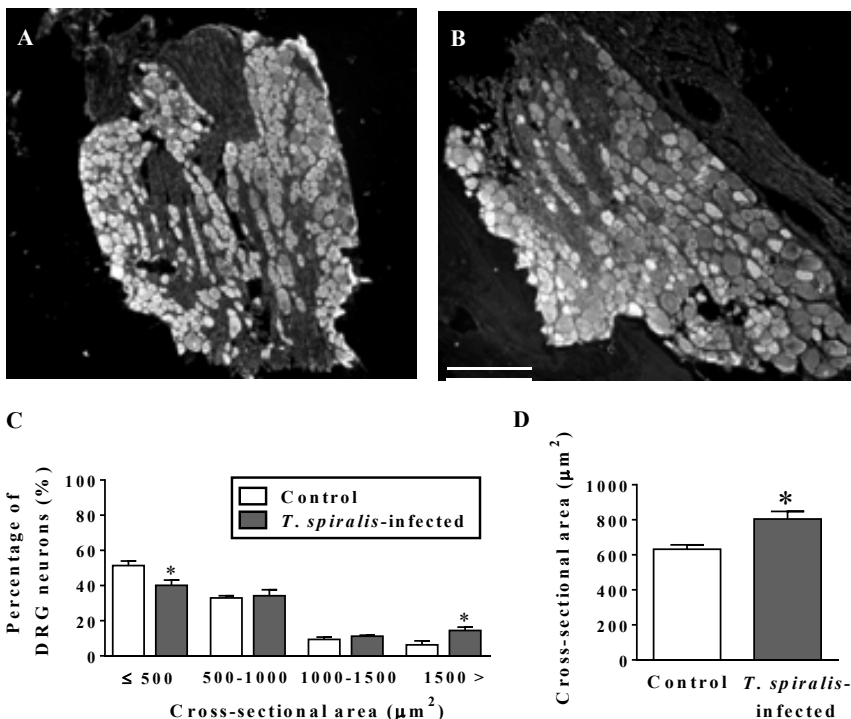 A
B
C
Percentage of
DRG neurons (%)
100
80
60
40
20
0
Control
T. spiralis-infected
*
*
≤ 500
500-1000
1000-1500
1500 >
Cross-sectional area (μm²)
D
Cross-sectional area (μm²)
1000
800
600
400
200
0
*
Control
T. spiralis-
infected